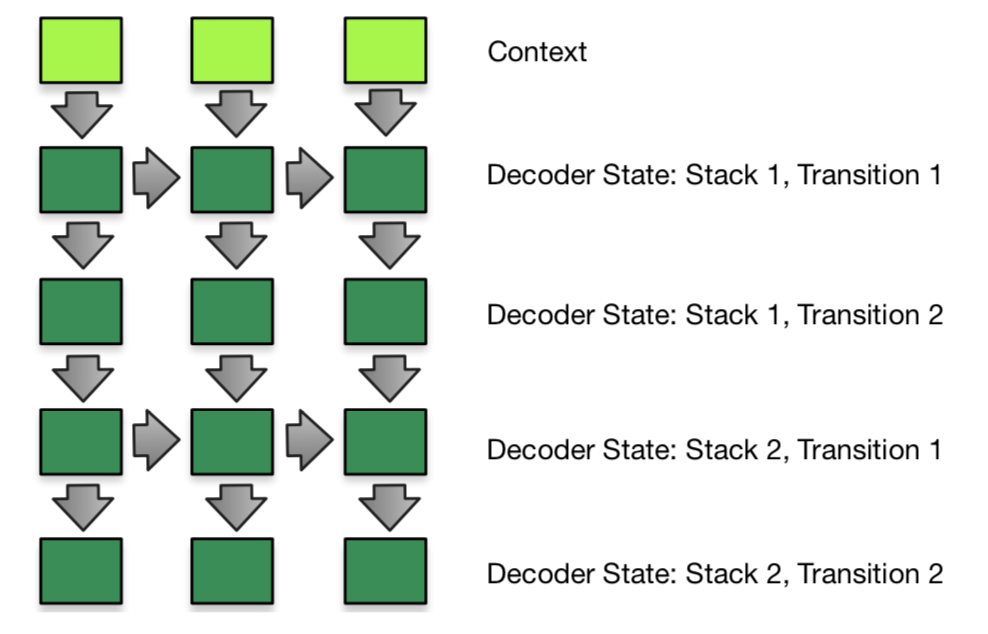 Context
Decoder State: Stack 1, Transition 1
Decoder State: Stack 1, Transition 2
Decoder State: Stack 2, Transition 1
Decoder State: Stack 2, Transition 2